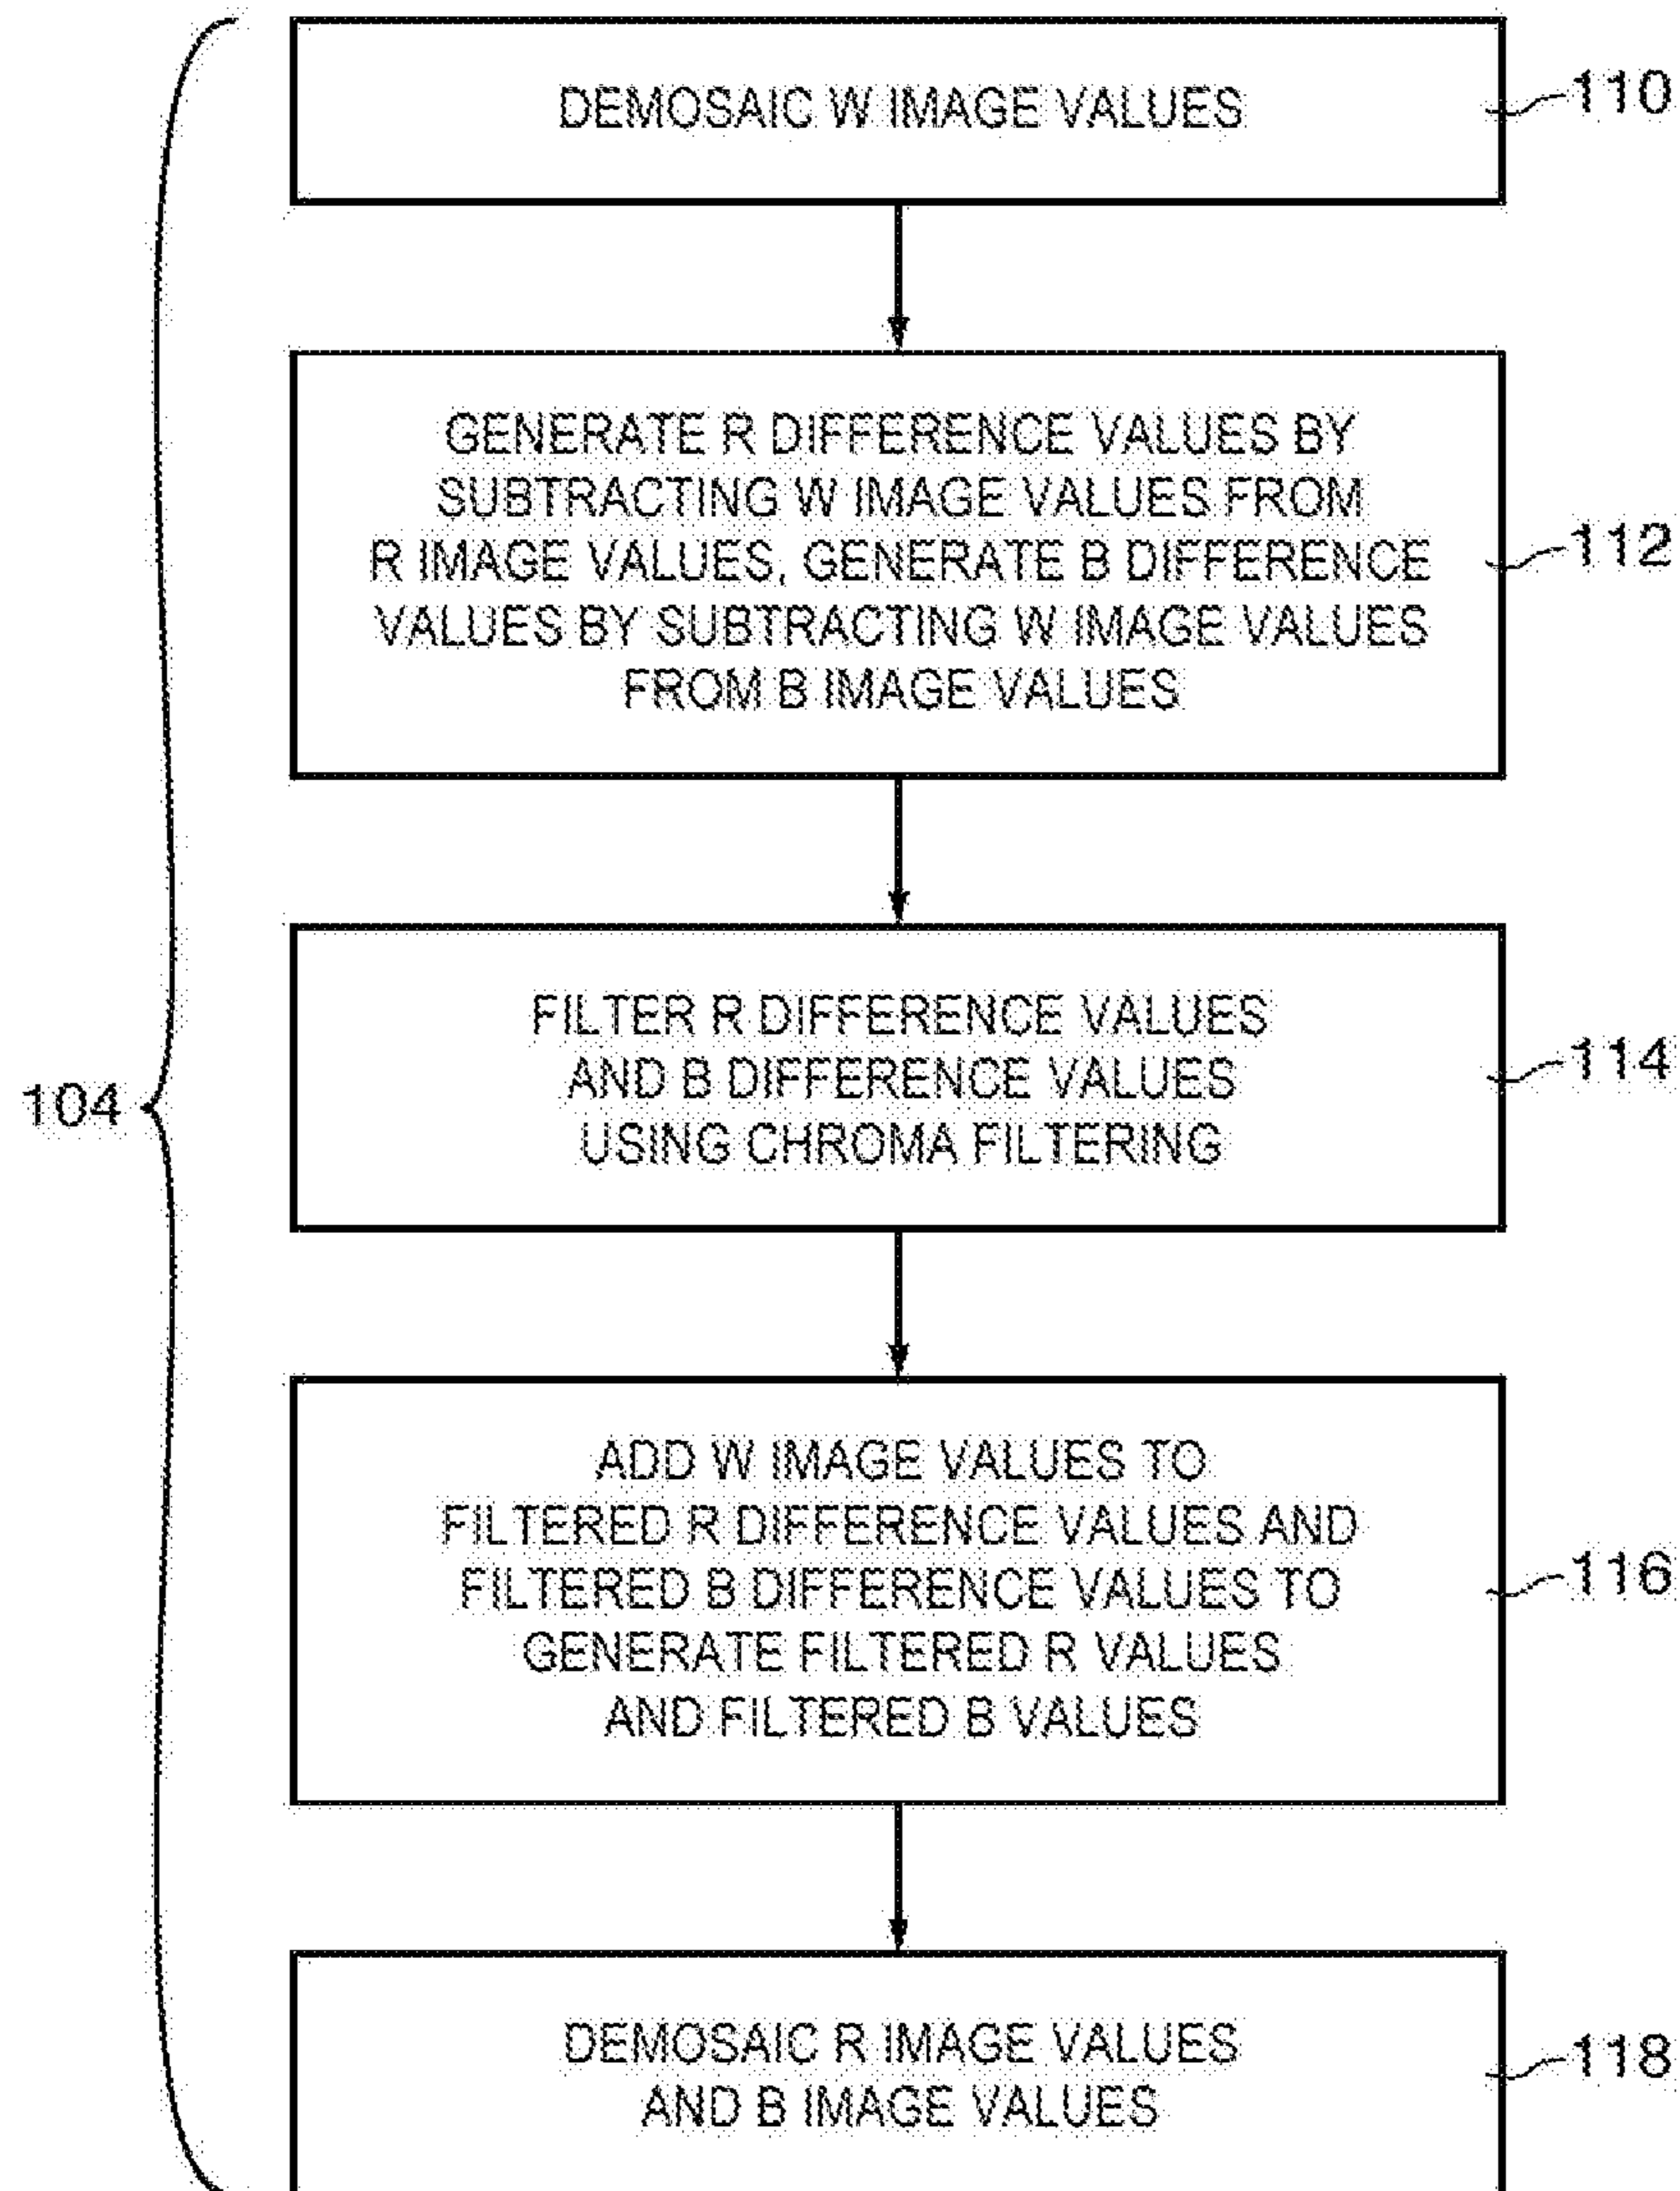 DEMOSAIC W IMAGE VALUES
110
GENERATE R DIFFERENCE VALUES BY
SUBTRACTING W IMAGE VALUES FROM
R IMAGE VALUES, GENERATE B DIFFERENCE
VALUES BY SUBTRACTING W IMAGE VALUES
FROM B IMAGE VALUES
112
FILTER R DIFFERENCE VALUES
AND B DIFFERENCE VALUES
USING CHROMA FILTERING
114
104
ADD W IMAGE VALUES TO
FILTERED R DIFFERENCE VALUES AND
FILTERED B DIFFERENCE VALUES TO
GENERATE FILTERED R VALUES
AND FILTERED B VALUES
116
DEMOSAIC R IMAGE VALUES
AND B IMAGE VALUES
118